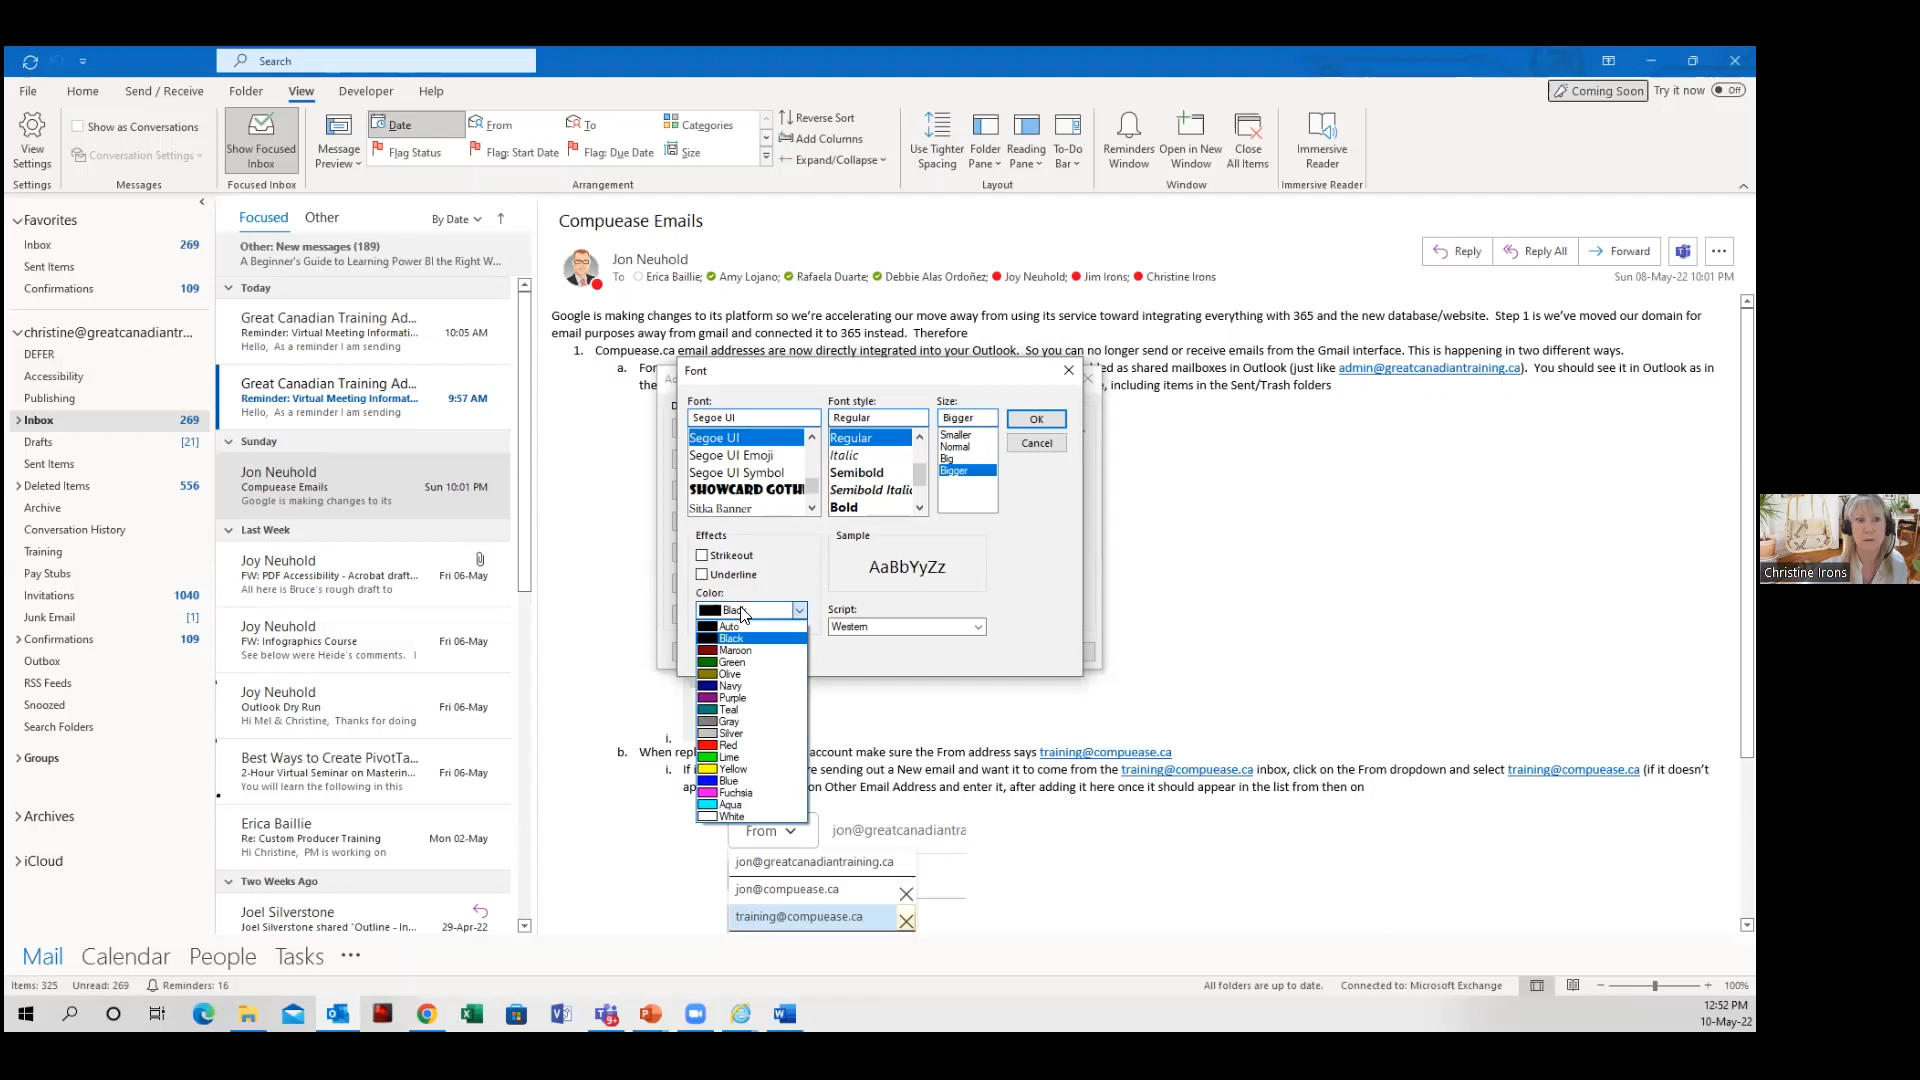 Search
File Home Send / Receive Folder View Developer Help
Coming Soon Try it now Off
View Settings
Settings
Show as Conversations
Conversation Settings
Messages
Show Focused Inbox
Focused Inbox
Message Preview
Date From To Categories
Flag Status Flag: Start Date Flag: Due Date Size
Reverse Sort
Add Columns
Expand/Collapse
Arrangement
Use Tighter Spacing
Folder Pane
Reading Pane
To-Do Bar
Layout
Reminders Window
Open in New Window
Close All Items
Window
Immersive Reader
Immersive Reader
Favorites
Inbox 269
Sent Items
Confirmations 109
christine@greatcanadiantr...
DEFER
Accessibility
Publishing
Inbox 269
Drafts [21]
Sent Items
Deleted Items 556
Archive
Conversation History
Training
Pay Stubs
Invitations 1040
Junk Email [1]
Confirmations 109
Outbox
RSS Feeds
Snoozed
Search Folders
Groups
Archives
iCloud
Focused Other By Date
Other: New messages (189)
A Beginner's Guide to Learning Power BI the Right W...
Today
Great Canadian Training Ad...
Reminder: Virtual Meeting Informati... 10:05 AM
Hello, As a reminder I am sending
Great Canadian Training Ad...
Reminder: Virtual Meeting Informat... 9:57 AM
Hello, As a reminder I am sending
Sunday
Jon Neuhold
Compuease Emails Sun 10:01 PM
Google is making changes to its
Last Week
Joy Neuhold
FW: PDF Accessibility - Acrobat draft... Fri 06-May
All here is Bruce's rough draft to
Joy Neuhold
FW: Infographics Course Fri 06-May
See below were Heide's comments. I
Joy Neuhold
Outlook Dry Run Fri 06-May
Hi Mel & Christine, Thanks for doing
Best Ways to Create PivotTa...
2-Hour Virtual Seminar on Masterin... Fri 06-May
You will learn the following in this
Erica Baillie
Re: Custom Producer Training Mon 02-May
Hi Christine, PM is working on
Two Weeks Ago
Joel Silverstone
Joel Silverstone shared "Outline - In... 29-Apr-22
Compuease Emails
Jon Neuhold
To Erica Baillie; Amy Lojano; Rafaela Duarte; Debbie Alas Ordoñez; Joy Neuhold; Jim Irons; Christine Irons
Reply Reply All Forward
Sun 08-May-22 10:01 PM
Google is making changes to its platform so we're accelerating our move away from using its service toward integrating everything with 365 and the new database/website. Step 1 is we've moved our domain for
email purposes away from gmail and connected it to 365 instead. Therefore
1. Compuease.ca email addresses are now directly integrated into your Outlook. So you can no longer send or receive emails from the Gmail interface. This is happening in two different ways.
a. For ed as shared mailboxes in Outlook (just like admin@greatcanadiantraining.ca). You should see it in Outlook as in
the , including items in the Sent/Trash folders
Font
Font: Font style: Size:
Segoe UI Regular Bigger OK
Cancel
Segoe UI
Segoe UI Emoji
Segoe UI Symbol
SHOWCARD GOTH
Sitka Banner
Regular
Italic
Semibold
Semibold Italic
Bold
Smaller
Normal
Big
Bigger
Effects
Strikeout
Underline
Color:
Black
Auto
Black
Maroon
Green
Olive
Navy
Purple
Teal
Gray
Silver
Red
Lime
Yellow
Blue
Fuchsia
Aqua
White
Sample
AaBbYyZz
Script:
Western
i.
b. When repl account make sure the From address says training@compuease.ca
i. If i re sending out a New email and want it to come from the training@compuease.ca inbox, click on the From dropdown and select training@compuease.ca (if it doesn't
ap on Other Email Address and enter it, after adding it here once it should appear in the list from then on
From jon@greatcanadiantra
jon@greatcanadiantraining.ca
jon@compuease.ca
training@compuease.ca
Christine Irons
Mail Calendar People Tasks
Items: 325 Unread: 269 Reminders: 16
All folders are up to date. Connected to: Microsoft Exchange 100%
9+
12:52 PM
10-May-22